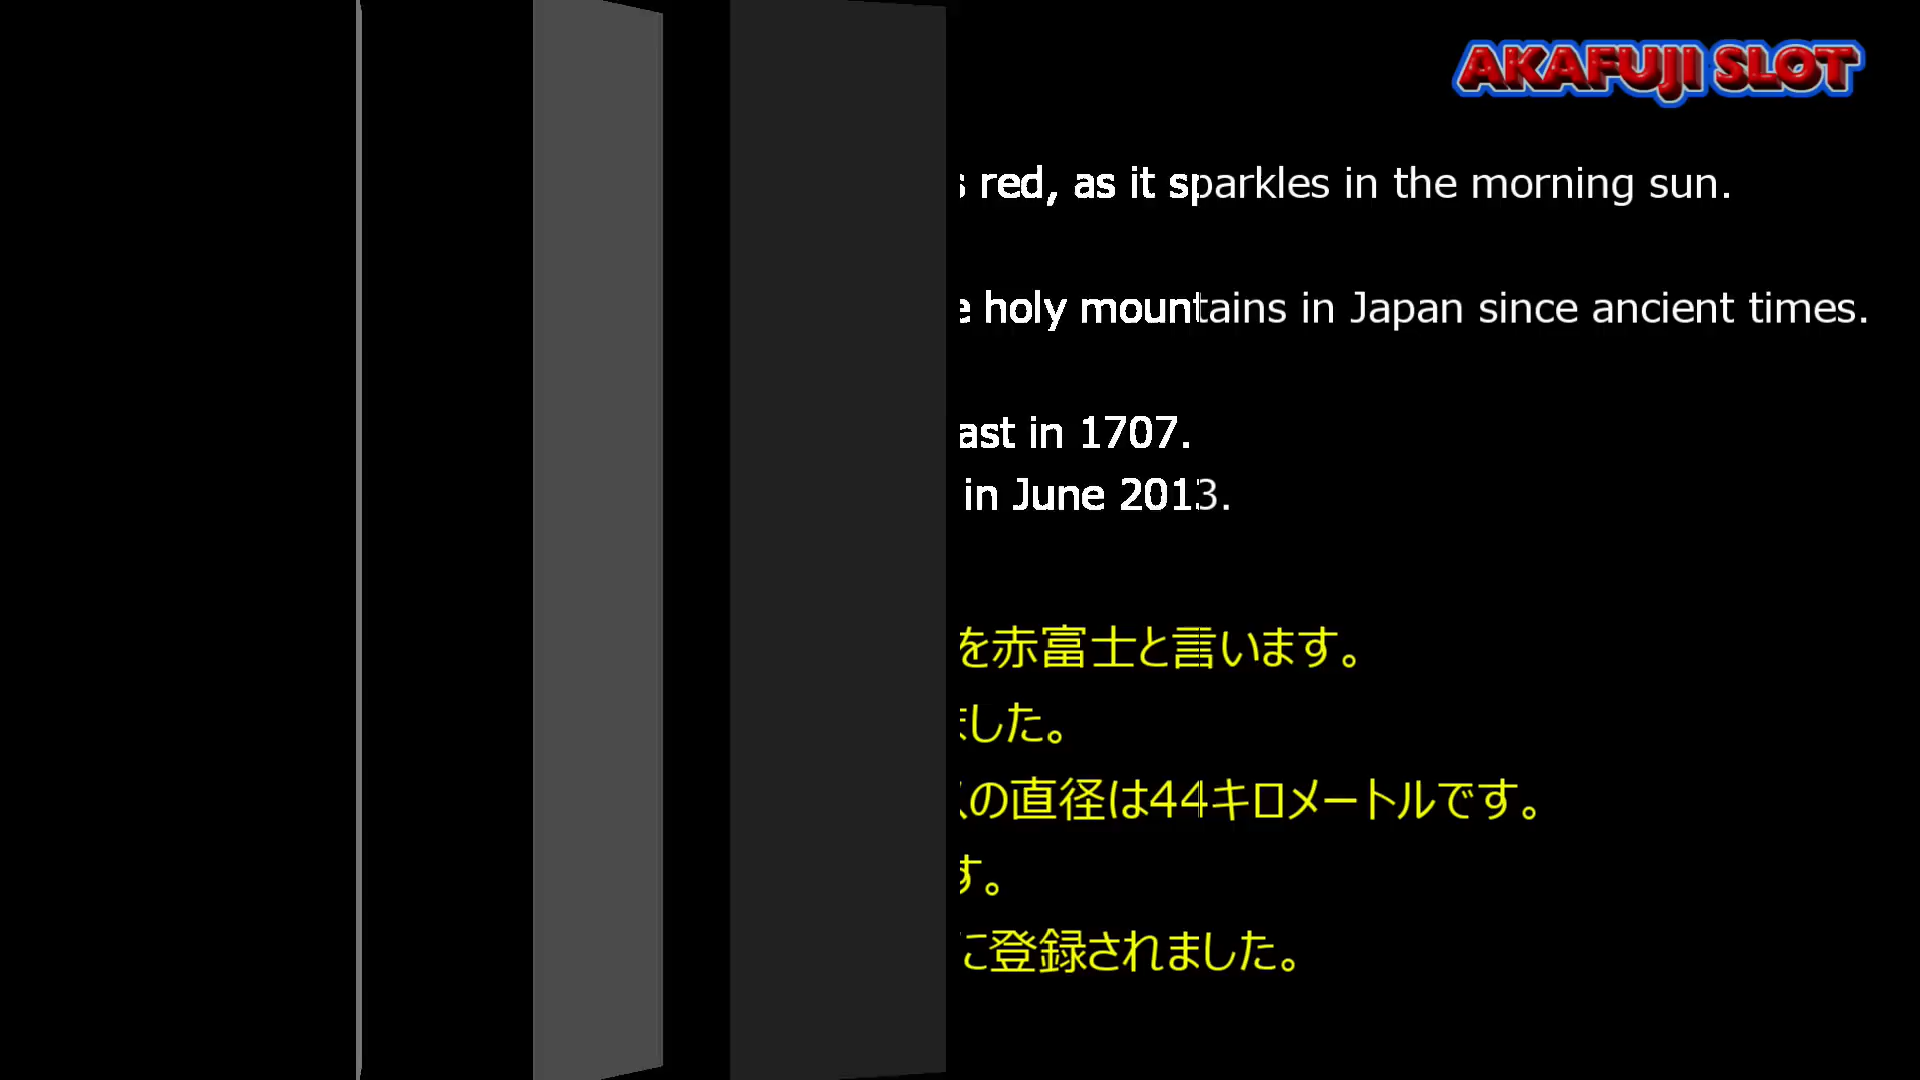 AKAFUJI SLOT
red, as it sparkles in the morning sun.
holy mountains in Japan since ancient times.
in 1707.
in June 2013.
を赤富士と言います。
ました。
の直径は44キロメートルです。
す。
に登録されました。